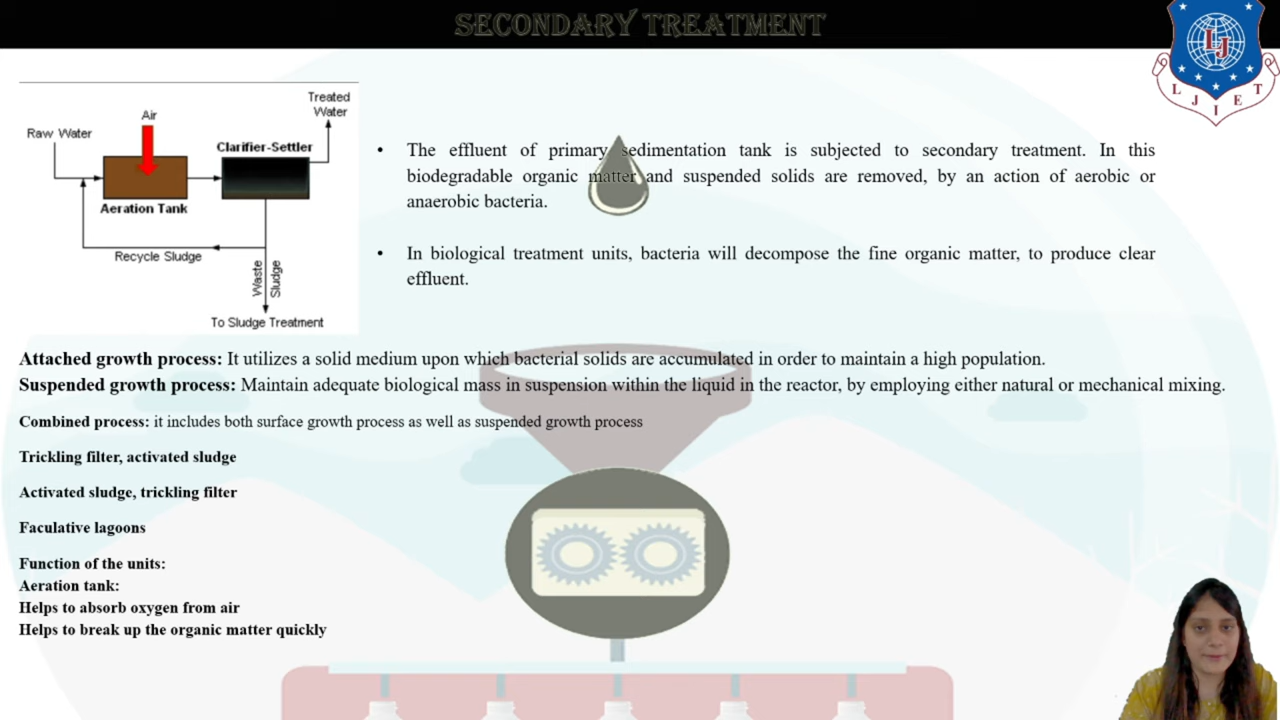 SECONDARY TREATMENT
L J I E T
LJ
Treated
Water
Air
Raw Water
Clarifier-Settler
Aeration Tank
Recycle Sludge
Waste
Sludge
To Sludge Treatment
• The effluent of primary sedimentation tank is subjected to secondary treatment. In this
biodegradable organic matter and suspended solids are removed, by an action of aerobic or
anaerobic bacteria.
• In biological treatment units, bacteria will decompose the fine organic matter, to produce clear
effluent.
Attached growth process: It utilizes a solid medium upon which bacterial solids are accumulated in order to maintain a high population.
Suspended growth process: Maintain adequate biological mass in suspension within the liquid in the reactor, by employing either natural or mechanical mixing.
Combined process: it includes both surface growth process as well as suspended growth process
Trickling filter, activated sludge
Activated sludge, trickling filter
Faculative lagoons
Function of the units:
Aeration tank:
Helps to absorb oxygen from air
Helps to break up the organic matter quickly